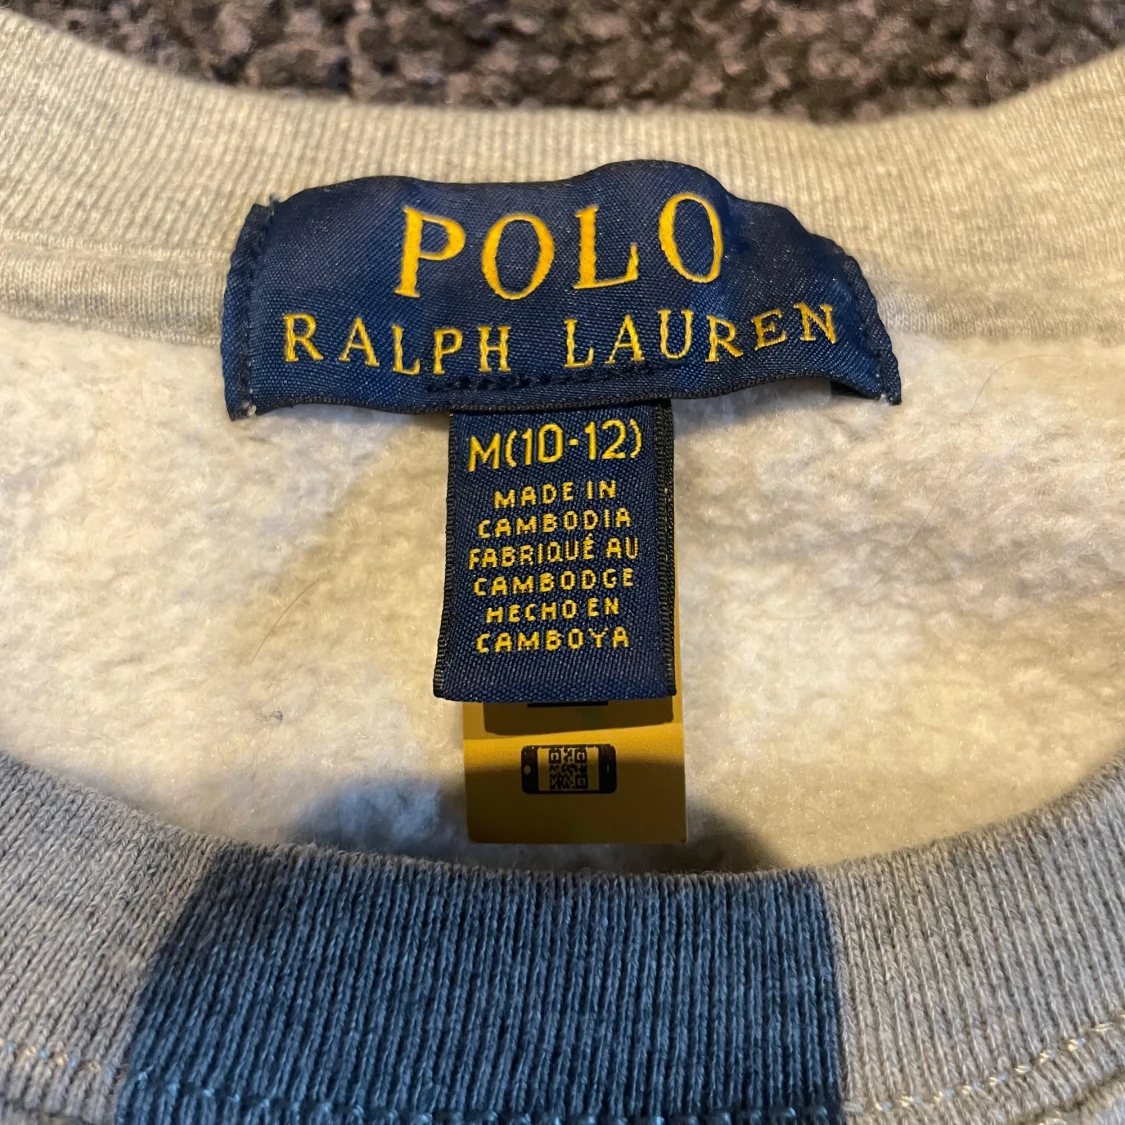 POLO
RALPH LAUREN
M(10-12)
MADE IN
CAMBODIA
FABRIQUÉ AU
CAMBODGE
HECHO EN
CAMBOYA